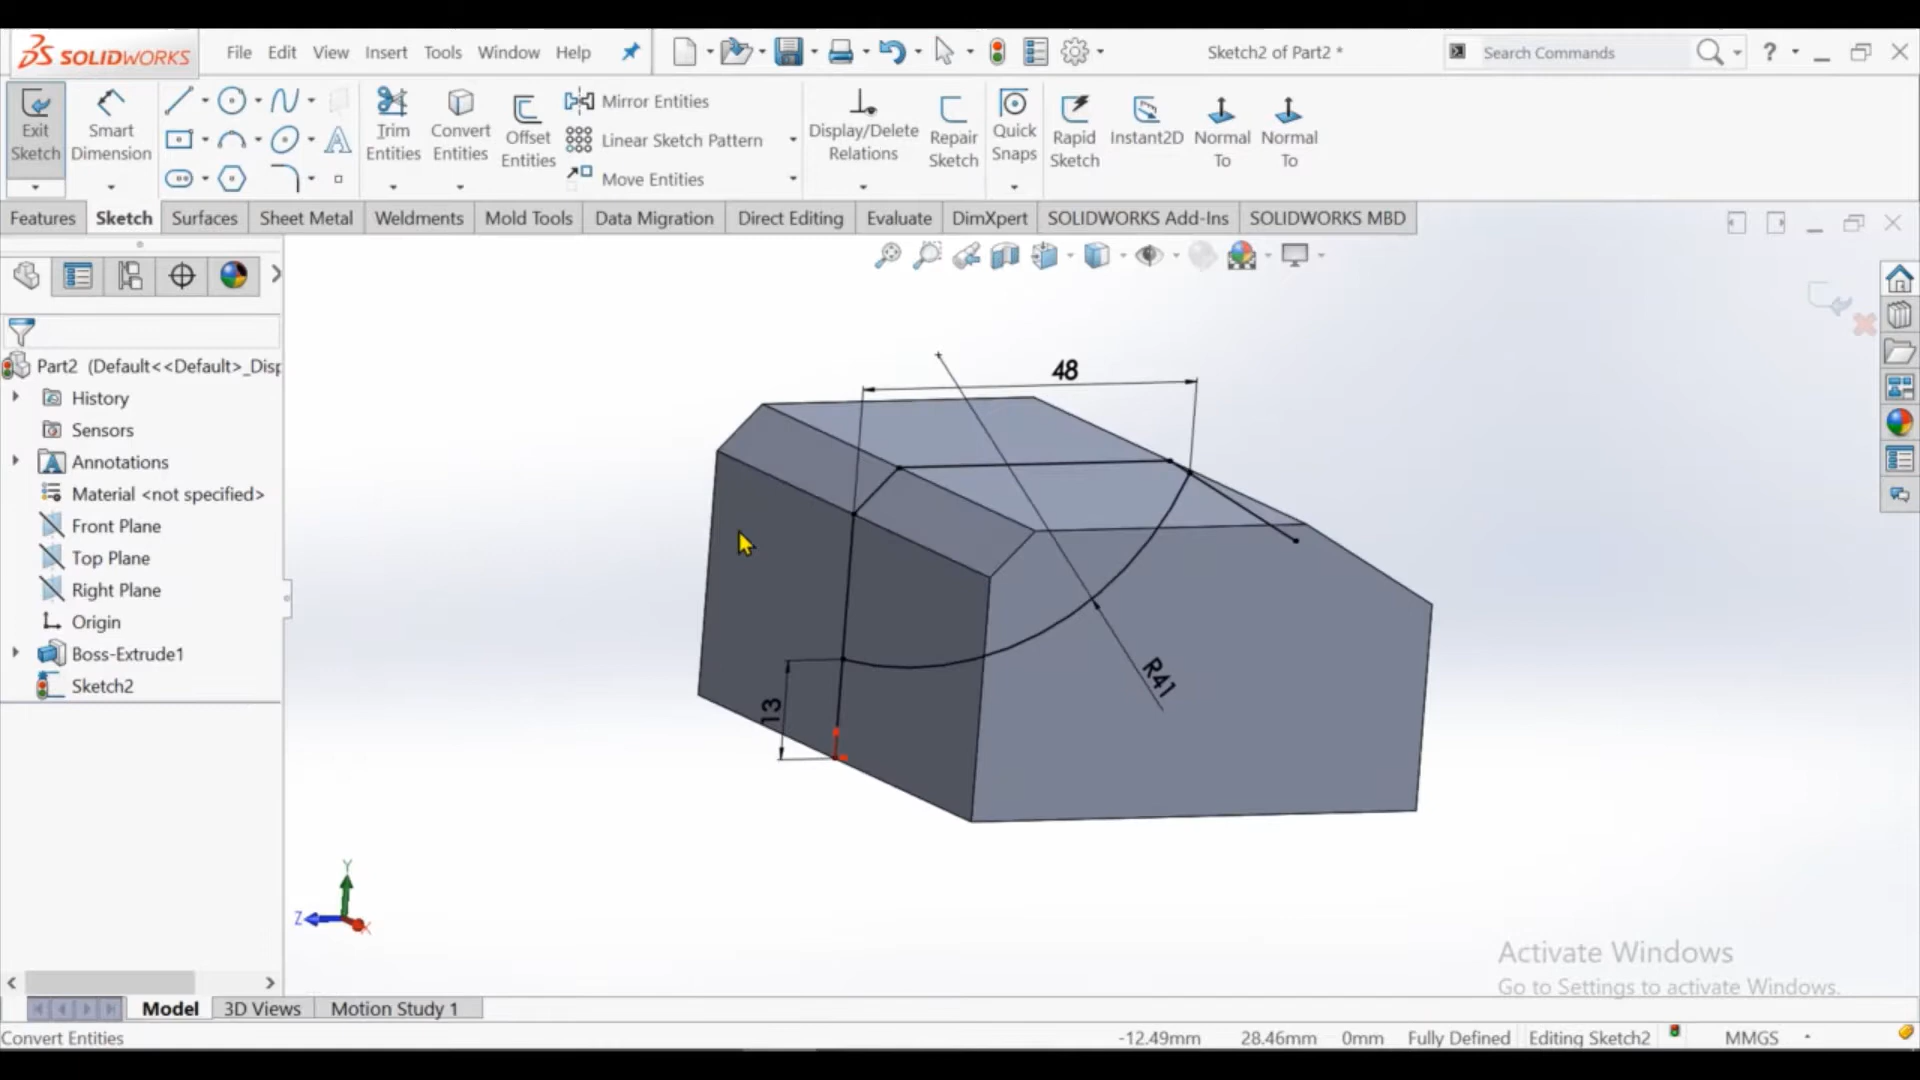 SOLIDWORKS File Edit View Insert Tools Window Help Sketch2 of Part2 * Search Commands ?
Exit Sketch
Smart Dimension
Trim Entities
Convert Entities
Offset Entities
Mirror Entities
Linear Sketch Pattern
Move Entities
Display/Delete Relations
Repair Sketch
Quick Snaps
Rapid Sketch
Instant2D
Normal To
Normal To
Features Sketch Surfaces Sheet Metal Weldments Mold Tools Data Migration Direct Editing Evaluate DimXpert SOLIDWORKS Add-Ins SOLIDWORKS MBD
Part2 (Default<<Default>_Disp
History
Sensors
Annotations
Material <not specified>
Front Plane
Top Plane
Right Plane
Origin
Boss-Extrude1
Sketch2
48
R41
13
Y
Z
X
Activate Windows
Go to Settings to activate Windows.
Model 3D Views Motion Study 1
Convert Entities -12.49mm 28.46mm 0mm Fully Defined Editing Sketch2 MMGS